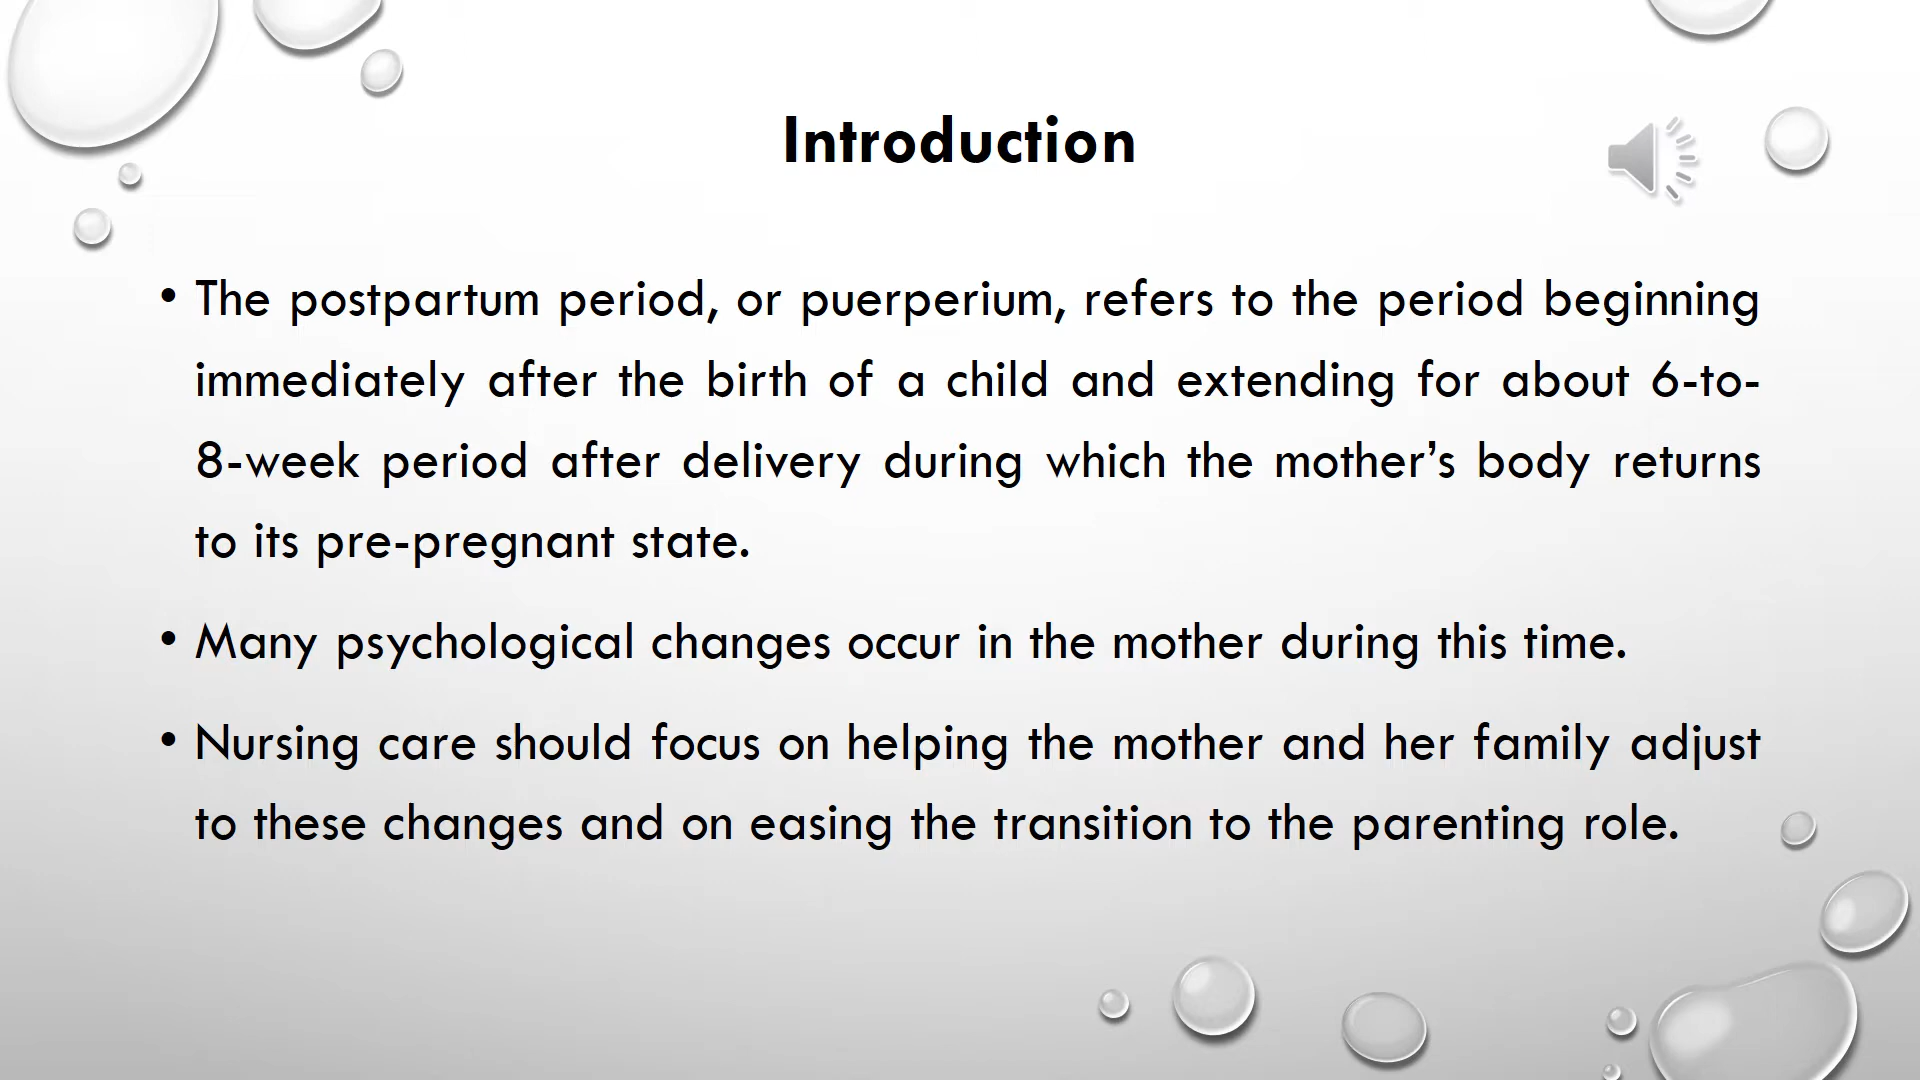 Introduction
• The postpartum period, or puerperium, refers to the period beginning
immediately after the birth of a child and extending for about 6-to-
8-week period after delivery during which the mother’s body returns
to its pre-pregnant state.
• Many psychological changes occur in the mother during this time.
• Nursing care should focus on helping the mother and her family adjust
to these changes and on easing the transition to the parenting role.